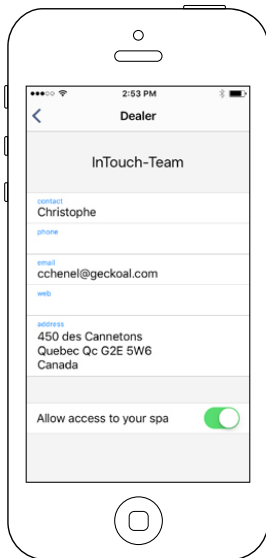 2:53 PM
Dealer
InTouch-Team
contact
Christophe
phone
email
cchenel@geckoal.com
web
address
450 des Cannetons
Quebec Qc G2E 5W6
Canada
Allow access to your spa